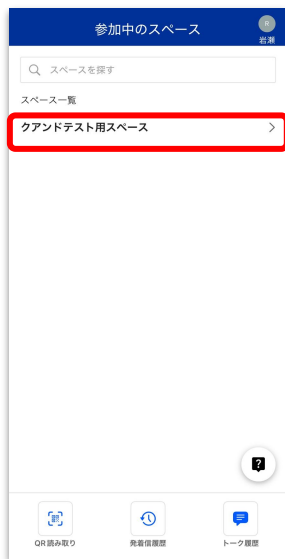 参加中のスペース
R
岩瀬
スペースを探す
スペース一覧
クアンドテスト用スペース
?
QR読み取り
発着信履歴
トーク履歴